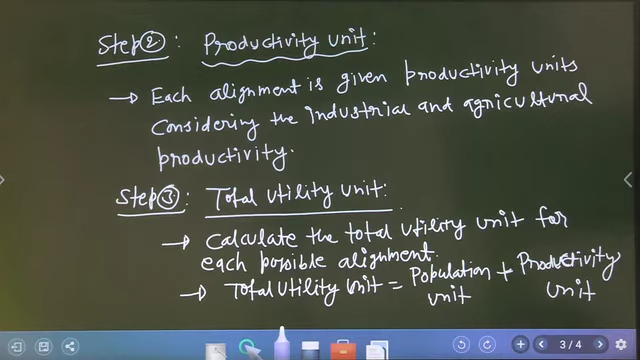 Step②: Productivity unit:
→ Each alignment is given productivity units
Considering the industrial and agricultural
productivity.
Step③: Total utility unit:
→ Calculate the total utility unit for
each possible alignment.
→ Total utility unit = Population unit + Productivity unit
3/4